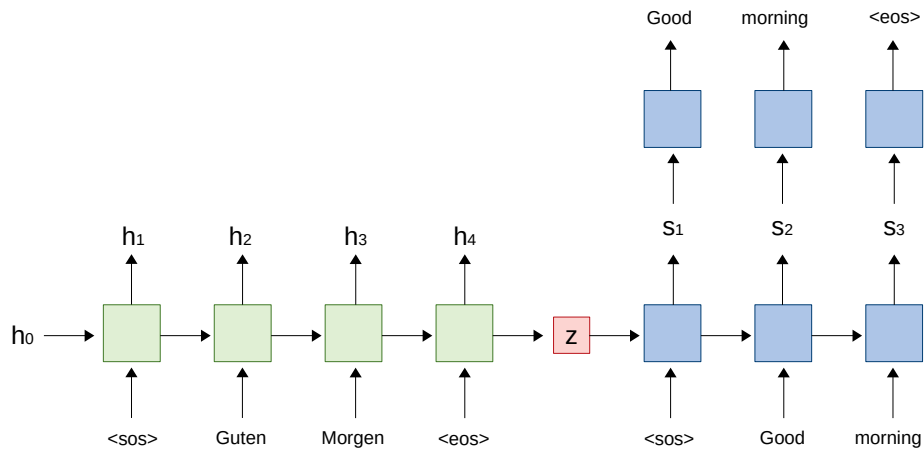 Good morning <eos>
h1 h2 h3 h4 s1 s2 s3
h0 z
<sos> Guten Morgen <eos> <sos> Good morning